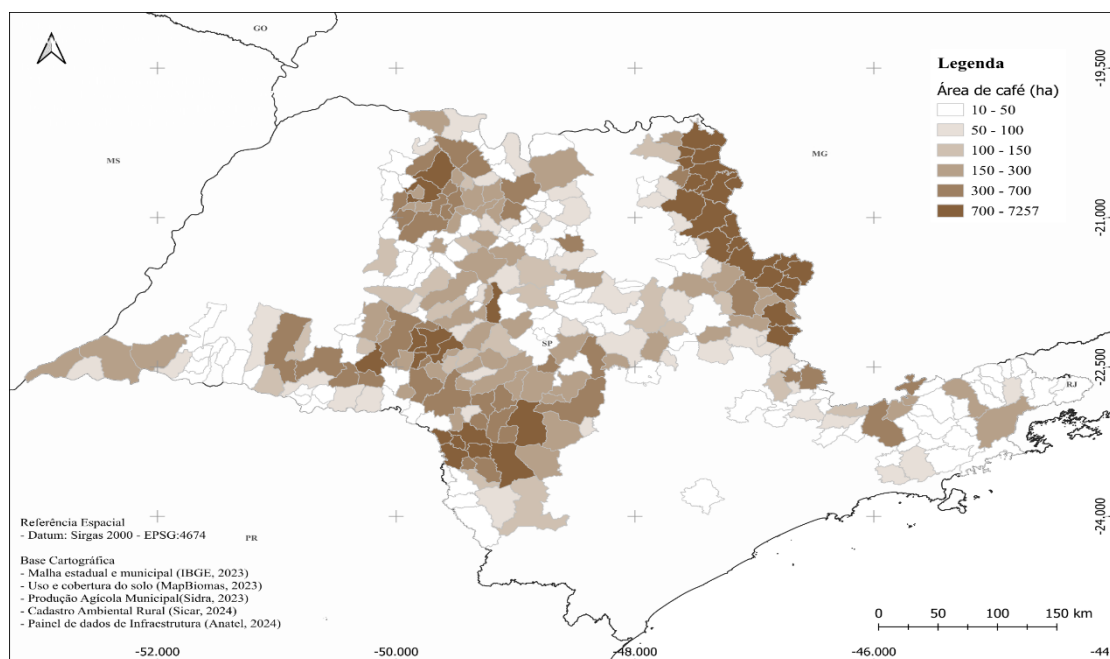 GO
-19,500
Legenda
Área de café (ha)
10 - 50
50 - 100
100 - 150
150 - 300
300 - 700
700 - 7257
MS
MG
-21,000
SP
-22,500
RJ
Referência Espacial
- Datum: Sirgas 2000 - EPSG:4674
PR
-24,000
Base Cartográfica
- Malha estadual e municipal (IBGE, 2023)
- Uso e cobertura do solo (MapBiomas, 2023)
- Produção Agícola Municipal(Sidra, 2023)
- Cadastro Ambiental Rural (Sicar, 2024)
- Painel de dados de Infraestrutura (Anatel, 2024)
0 50 100 150 km
-52.000 -50.000 -48.000 -46.000 -44